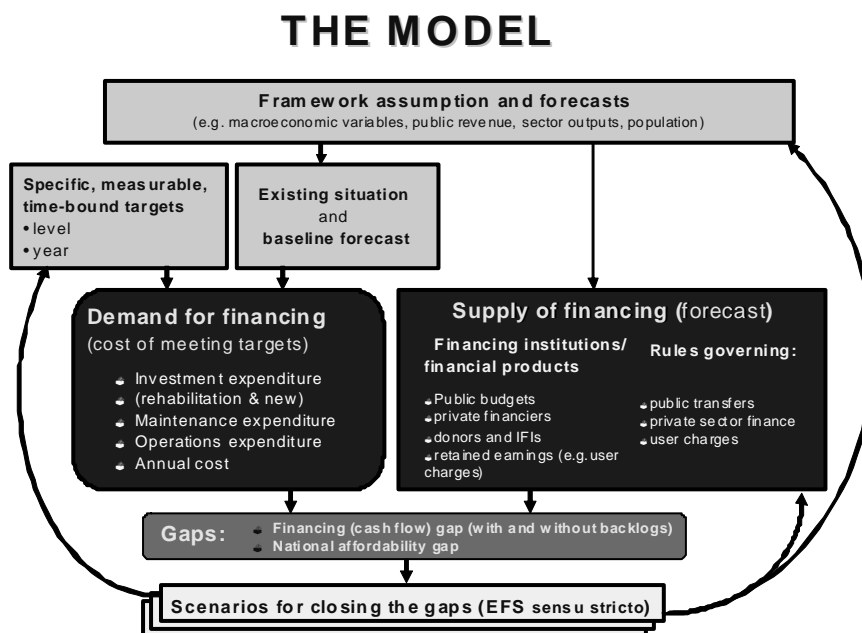 THE MODEL
Framework assumption and forecasts
(e.g. macroeconomic variables, public revenue, sector outputs, population)
Specific, measurable,
time-bound targets
• level
• year
Existing situation
and
baseline forecast
Demand for financing
(cost of meeting targets)
Investment expenditure
(rehabilitation & new)
Maintenance expenditure
Operations expenditure
Annual cost
Supply of financing (forecast)
Financing institutions/
financial products
Public budgets
private financiers
donors and IFIs
retained earnings (e.g. user
charges)
Rules governing:
public transfers
private sector finance
user charges
Gaps:
Financing (cash flow) gap (with and without backlogs)
National affordability gap
Scenarios for closing the gaps (EFS sensu stricto)